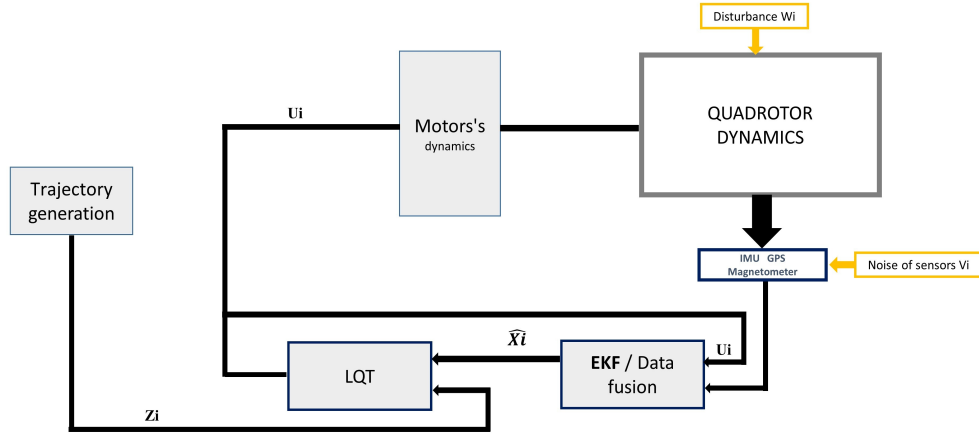 Disturbance Wi
Ui
Motors's
dynamics
QUADROTOR
DYNAMICS
Trajectory
generation
IMU GPS
Magnetometer
Noise of sensors Vi
X̂i
Ui
LQT
EKF / Data
fusion
Zi